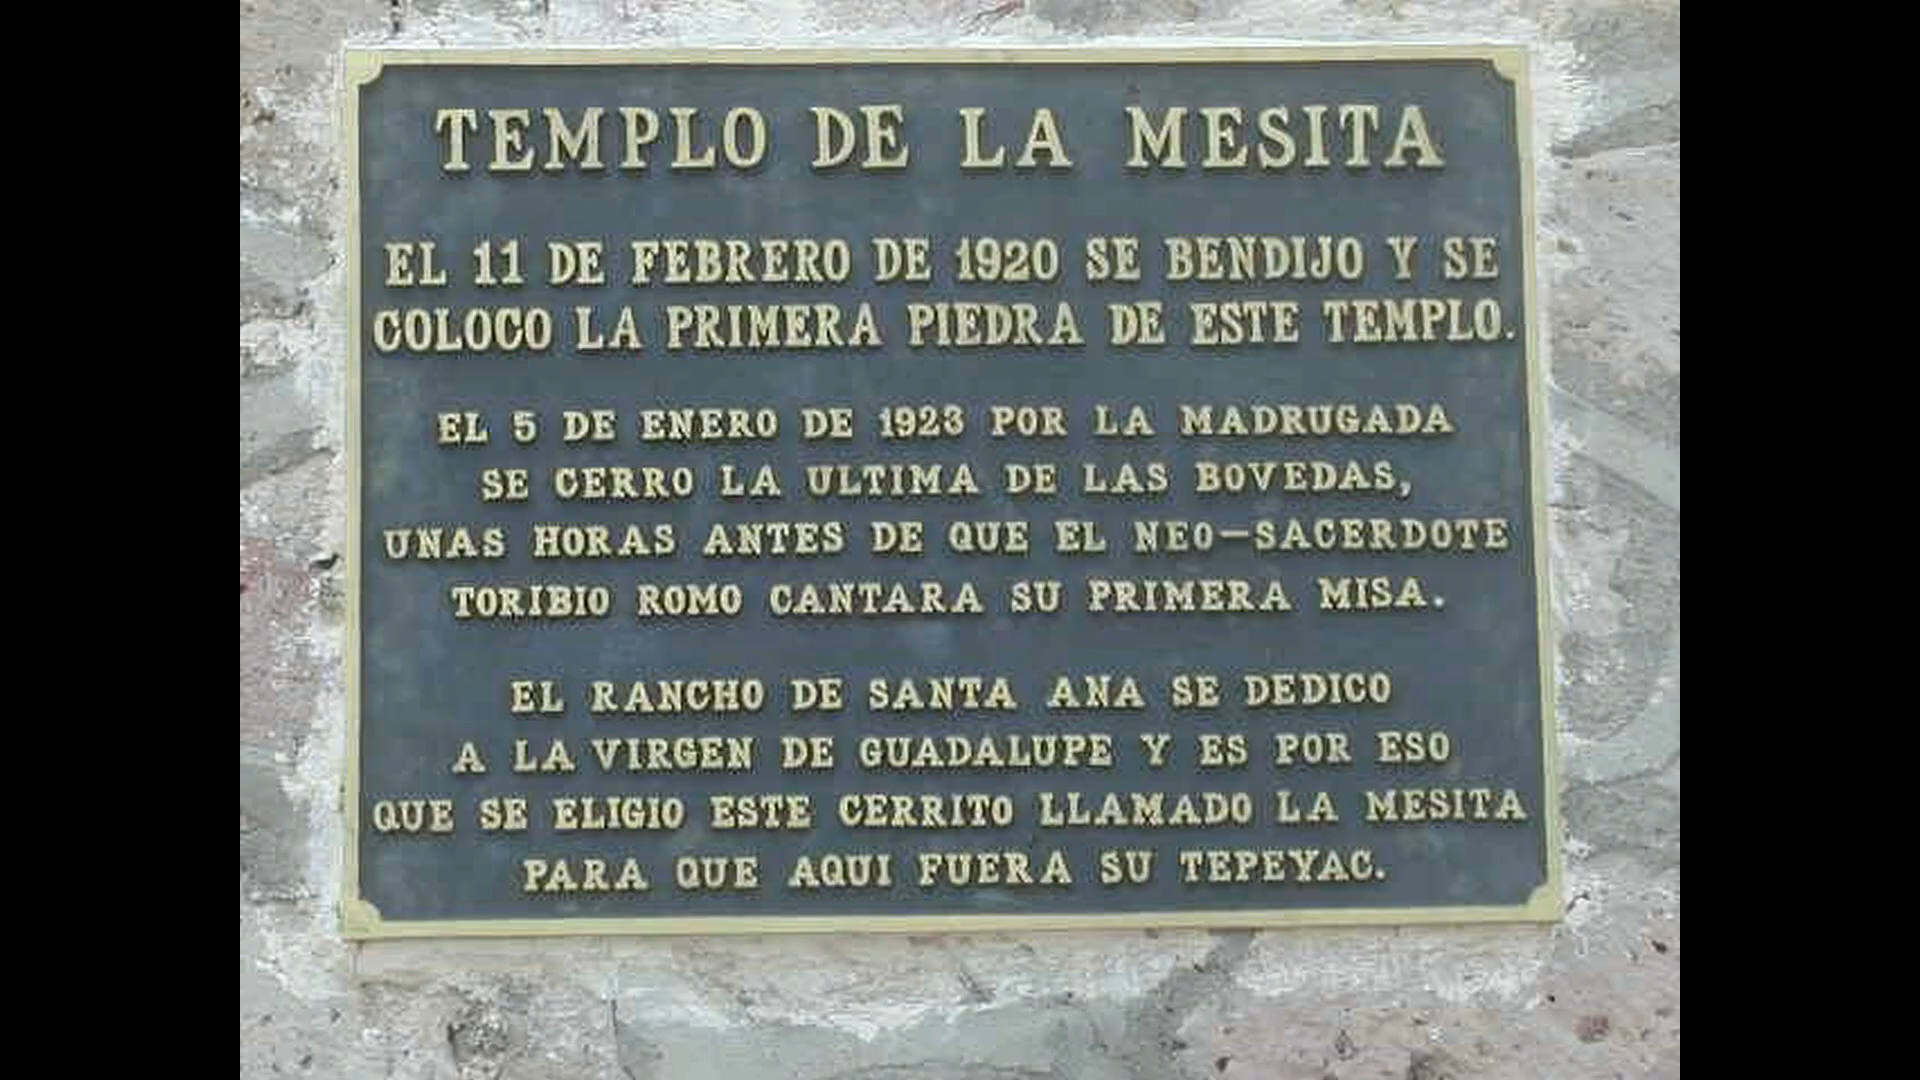 TEMPLO DE LA MESITA
EL 11 DE FEBRERO DE 1920 SE BENDIJO Y SE
COLOCO LA PRIMERA PIEDRA DE ESTE TEMPLO.
EL 5 DE ENERO DE 1923 POR LA MADRUGADA
SE CERRO LA ULTIMA DE LAS BOVEDAS,
UNAS HORAS ANTES DE QUE EL NEO-SACERDOTE
TORIBIO ROMO CANTARA SU PRIMERA MISA.
EL RANCHO DE SANTA ANA SE DEDICO
A LA VIRGEN DE GUADALUPE Y ES POR ESO
QUE SE ELIGIO ESTE CERRITO LLAMADO LA MESITA
PARA QUE AQUI FUERA SU TEPEYAC.